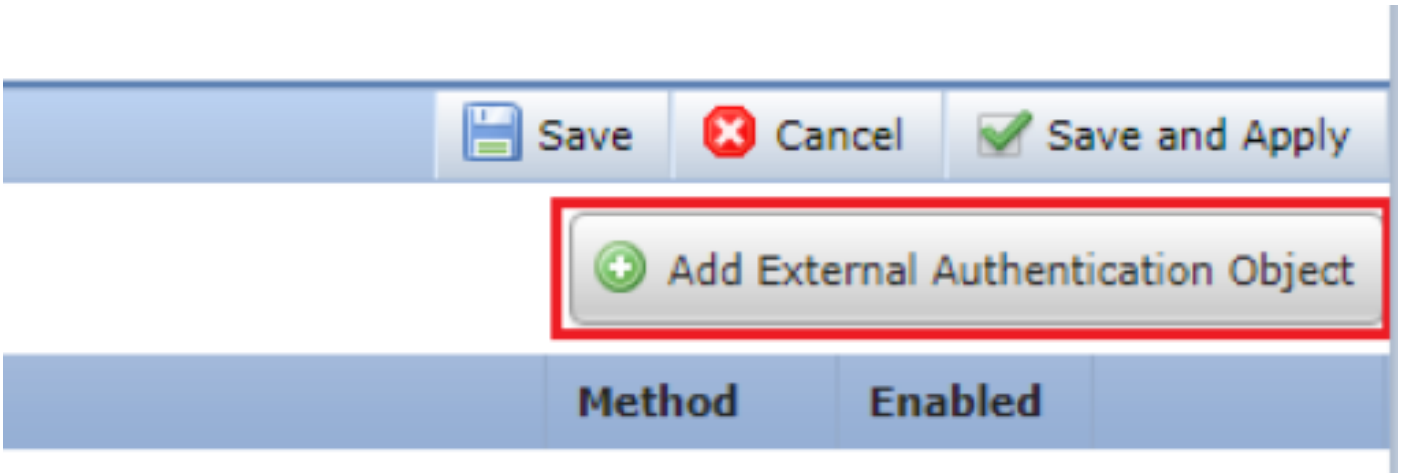 Save Cancel Save and Apply
Add External Authentication Object
Method Enabled